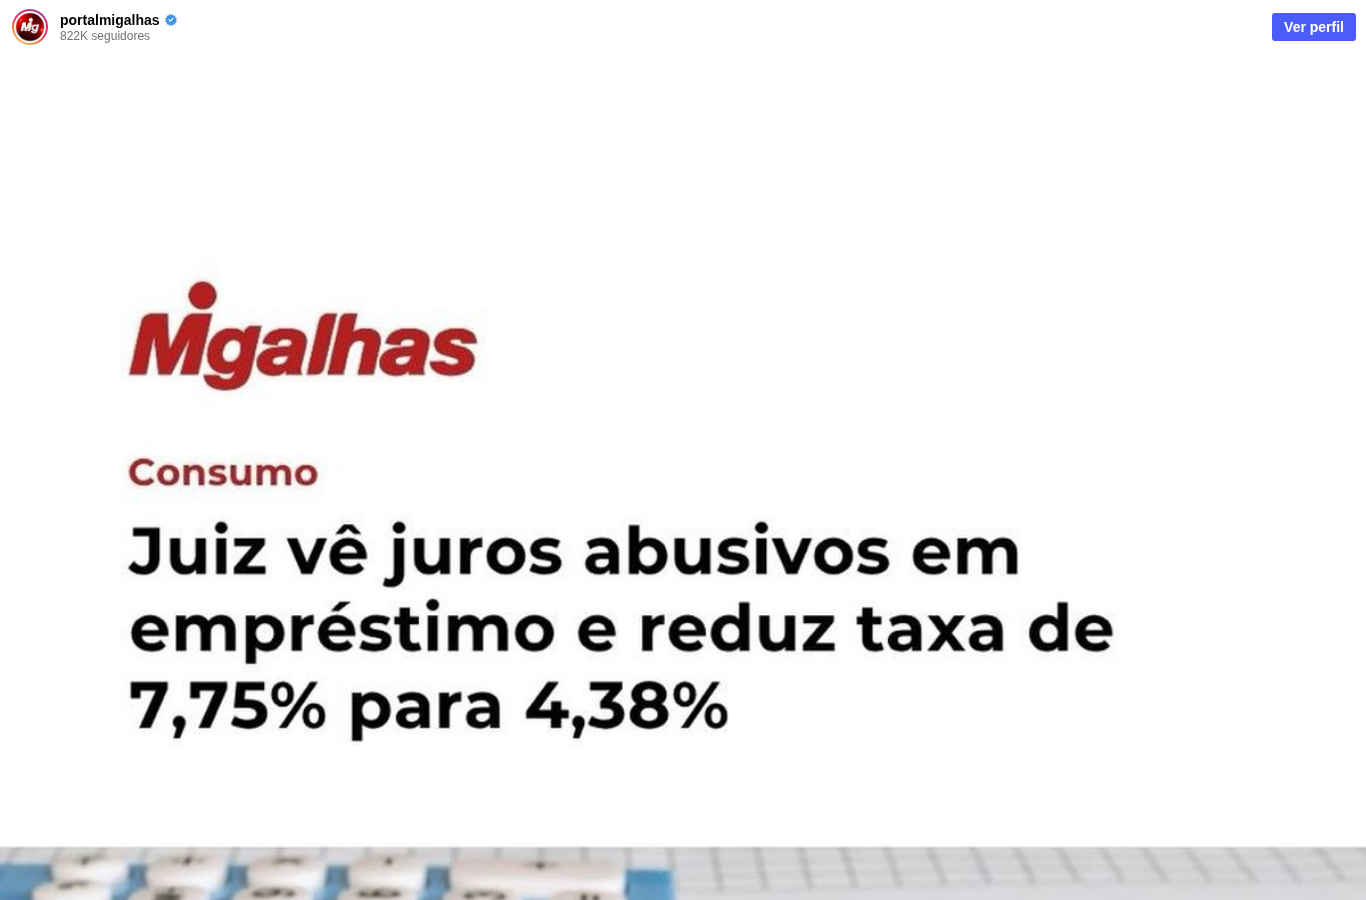 Mg.
portalmigalhas
822K seguidores
Ver perfil
Migalhas
Consumo
Juiz vê juros abusivos em
empréstimo e reduz taxa de
7,75% para 4,38%